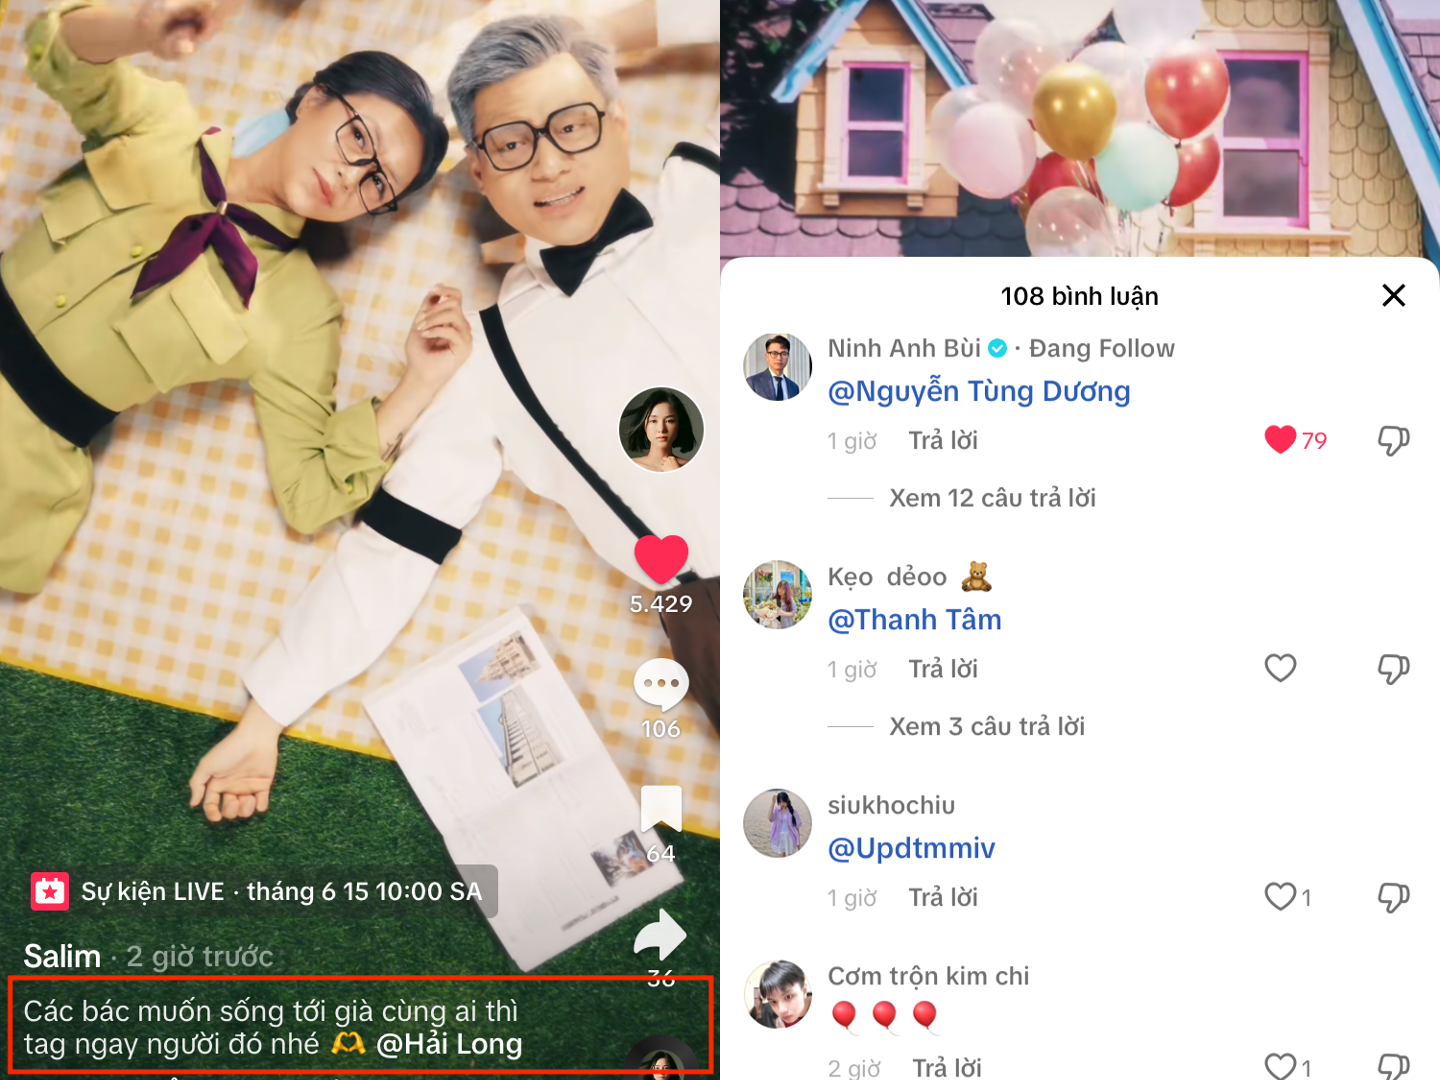 5.429
106
64
36
Sự kiện LIVE · tháng 6 15 10:00 SA
Salim · 2 giờ trước
Các bác muốn sống tới già cùng ai thì
tag ngay người đó nhé 🫶 @Hải Long
108 bình luận
Ninh Anh Bùi · Đang Follow
@Nguyễn Tùng Dương
1 giờ Trả lời 79
Xem 12 câu trả lời
Kẹo dẻoo 🧸
@Thanh Tâm
1 giờ Trả lời
Xem 3 câu trả lời
siukhochiu
@Updtmmiv
1 giờ Trả lời 1
Cơm trộn kim chi
🎈🎈🎈
2 giờ Trả lời 1